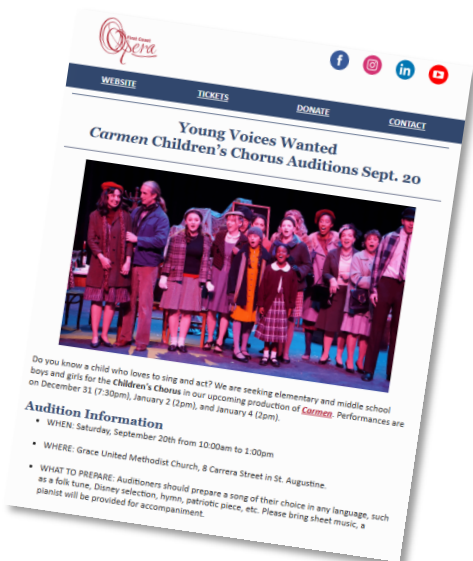 First Coast
Opera
WEBSITE TICKETS DONATE CONTACT
Young Voices Wanted
Carmen Children's Chorus Auditions Sept. 20
Do you know a child who loves to sing and act? We are seeking elementary and middle school
boys and girls for the Children's Chorus in our upcoming production of Carmen. Performances are
on December 31 (7:30pm), January 2 (2pm), and January 4 (2pm).
Audition Information
• WHEN: Saturday, September 20th from 10:00am to 1:00pm
• WHERE: Grace United Methodist Church, 8 Carrera Street in St. Augustine.
• WHAT TO PREPARE: Auditioners should prepare a song of their choice in any language, such
as a folk tune, Disney selection, hymn, patriotic piece, etc. Please bring sheet music, a
pianist will be provided for accompaniment.